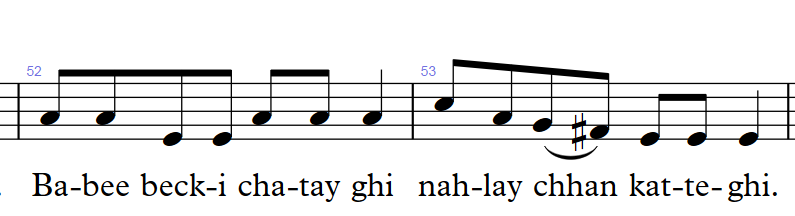 52 53
. Ba-bee beck-i cha-tay ghi nah-lay chhan kat-te-ghi.